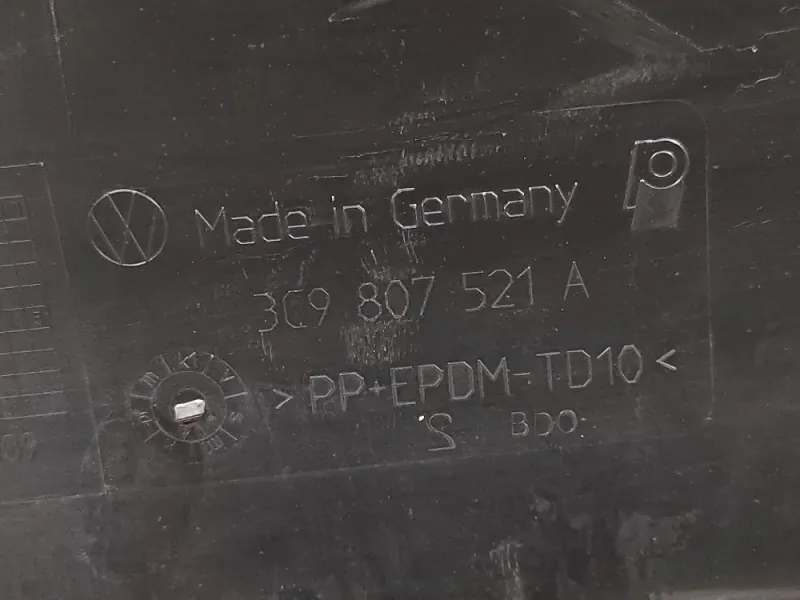 Made in Germany
3C9 807 521 A
>PP+EPDM-TD10<
BDO